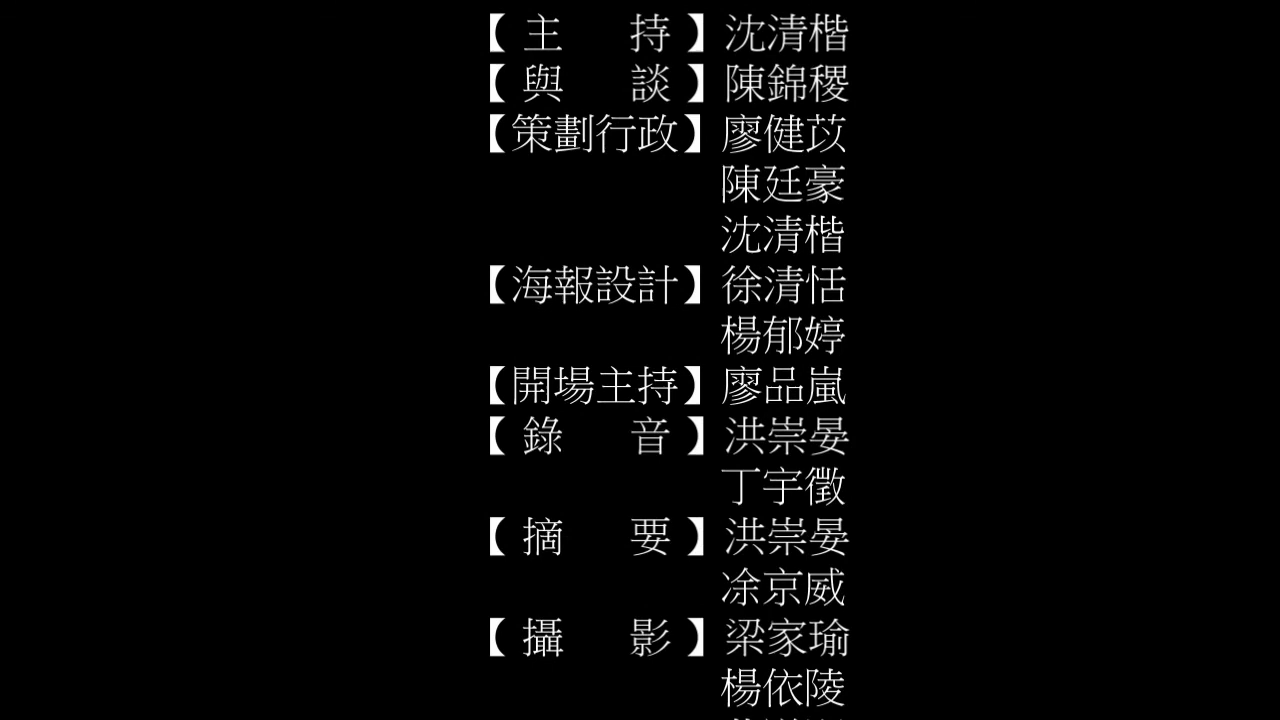 【主 持】沈清楷
【與 談】陳錦稷
【策劃行政】廖健苡
陳廷豪
沈清楷
【海報設計】徐清恬
楊郁婷
【開場主持】廖品嵐
【錄 音】洪崇晏
丁宇徵
【摘 要】洪崇晏
凃京威
【攝 影】梁家瑜
楊依陵